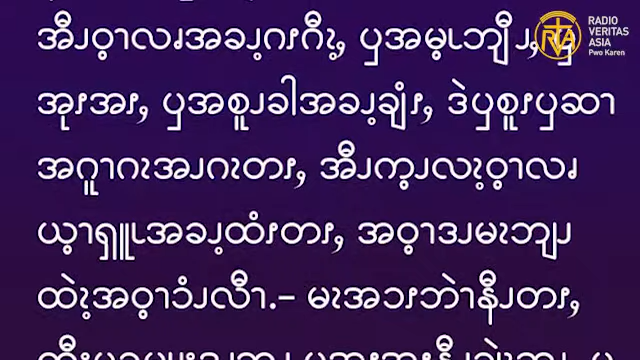 RADIO
VERITAS
ASIA
Pwo Karen
အီၪဝ့ၫလၧအခၪ့ဂၩဂီၩ့, ပှအမ့ၬဘျီၪ,
အုၩအၩ, ပှအစူၪခါအခၪ့ချံၩ, ဒဲပှစူၩပှဆၫ
အဂူၫဂၩအၪဂၩတၩ, အီၪက့ၪလၩ့ဝ့ၫလၧ
ယ့ၫရှူၬအခၪ့ထံၩတၩ, အဝ့ၫဒၪမၩဘျၪ
ထဲၩ့အဝ့ၫၥံၪလီၫ.– မၩအၥၩဘဲၫနီၪတၩ,